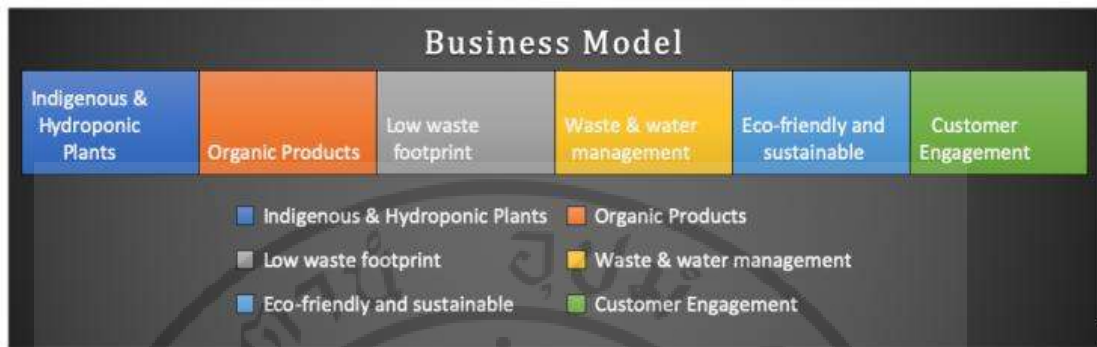 Business Model
Indigenous &
Hydroponic
Plants
Organic Products
Low waste
footprint
Waste & water
management
Eco-friendly and
sustainable
Customer
Engagement
Indigenous & Hydroponic Plants
Organic Products
Low waste footprint
Waste & water management
Eco-friendly and sustainable
Customer Engagement